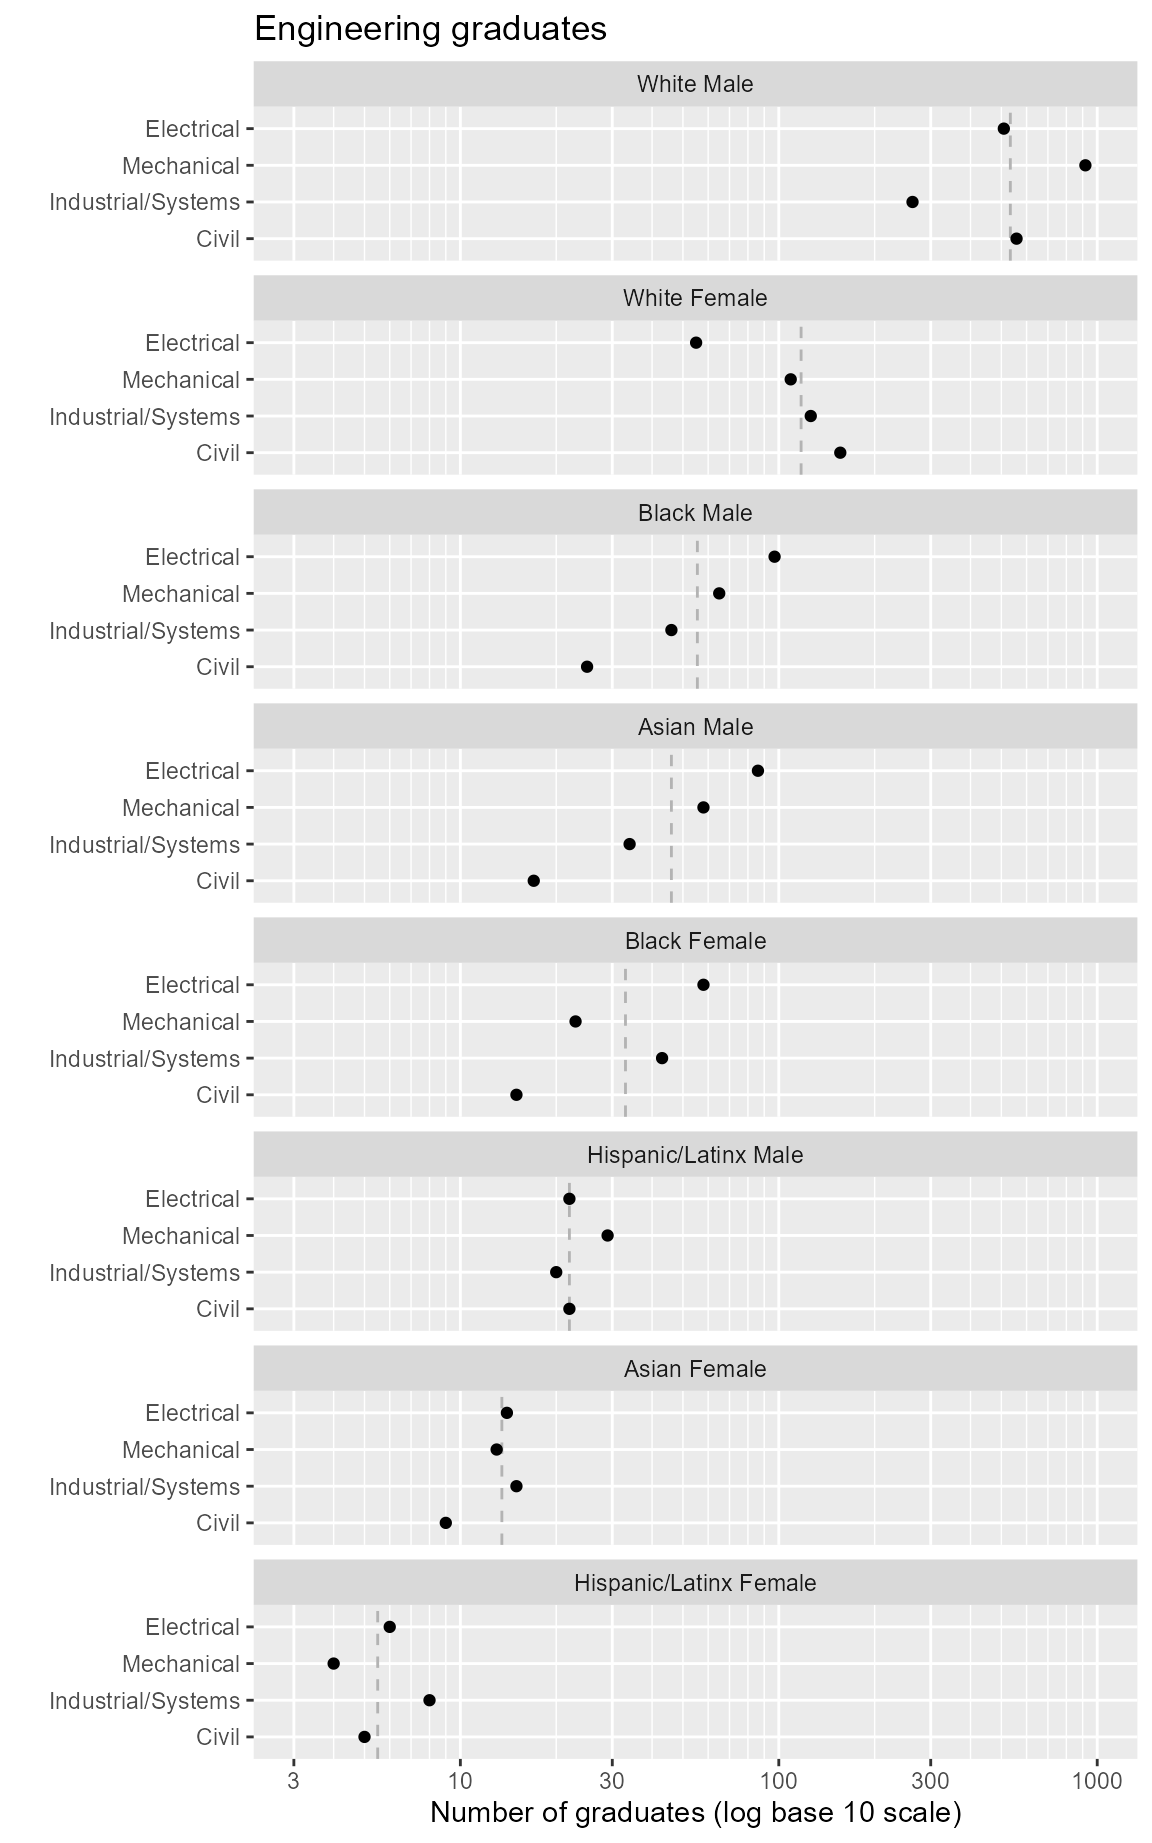 Engineering graduates
White Male
Electrical
Mechanical
Industrial/Systems
Civil
White Female
Electrical
Mechanical
Industrial/Systems
Civil
Black Male
Electrical
Mechanical
Industrial/Systems
Civil
Asian Male
Electrical
Mechanical
Industrial/Systems
Civil
Black Female
Electrical
Mechanical
Industrial/Systems
Civil
Hispanic/Latinx Male
Electrical
Mechanical
Industrial/Systems
Civil
Asian Female
Electrical
Mechanical
Industrial/Systems
Civil
Hispanic/Latinx Female
Electrical
Mechanical
Industrial/Systems
Civil
3 10 30 100 300 1000
Number of graduates (log base 10 scale)